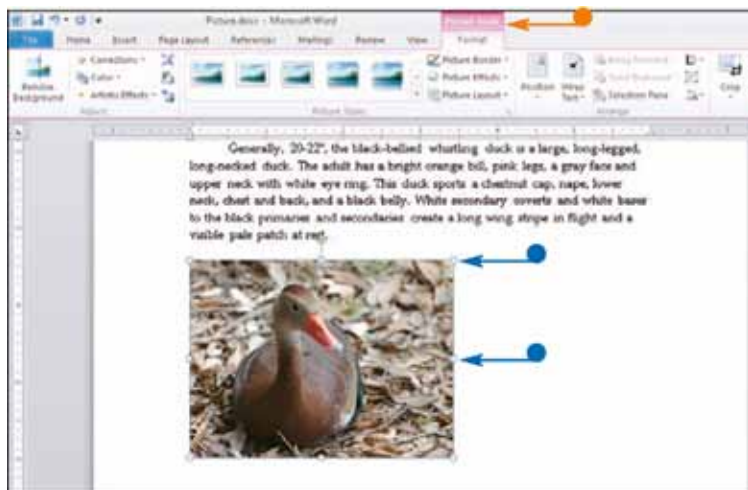 Picture.docx - Microsoft Word
Picture Tools
File Home Insert Page Layout References Mailings Review View Format
Corrections
Color
Artistic Effects
Remove Background
Picture Border
Picture Effects
Picture Layout
Position
Wrap Text
Bring Forward
Send Backward
Selection Pane
Crop
Adjust
Picture Styles
Arrange
Generally, 20-22", the black-bellied whistling duck is a large, long-legged,
long-necked duck. The adult has a bright orange bill, pink legs, a gray face and
upper neck with white eye ring. This duck sports a chestnut cap, nape, lower
neck, chest and back, and a black belly. White secondary coverts and white bases
to the black primaries and secondaries create a long wing stripe in flight and a
visible pale patch at rest.